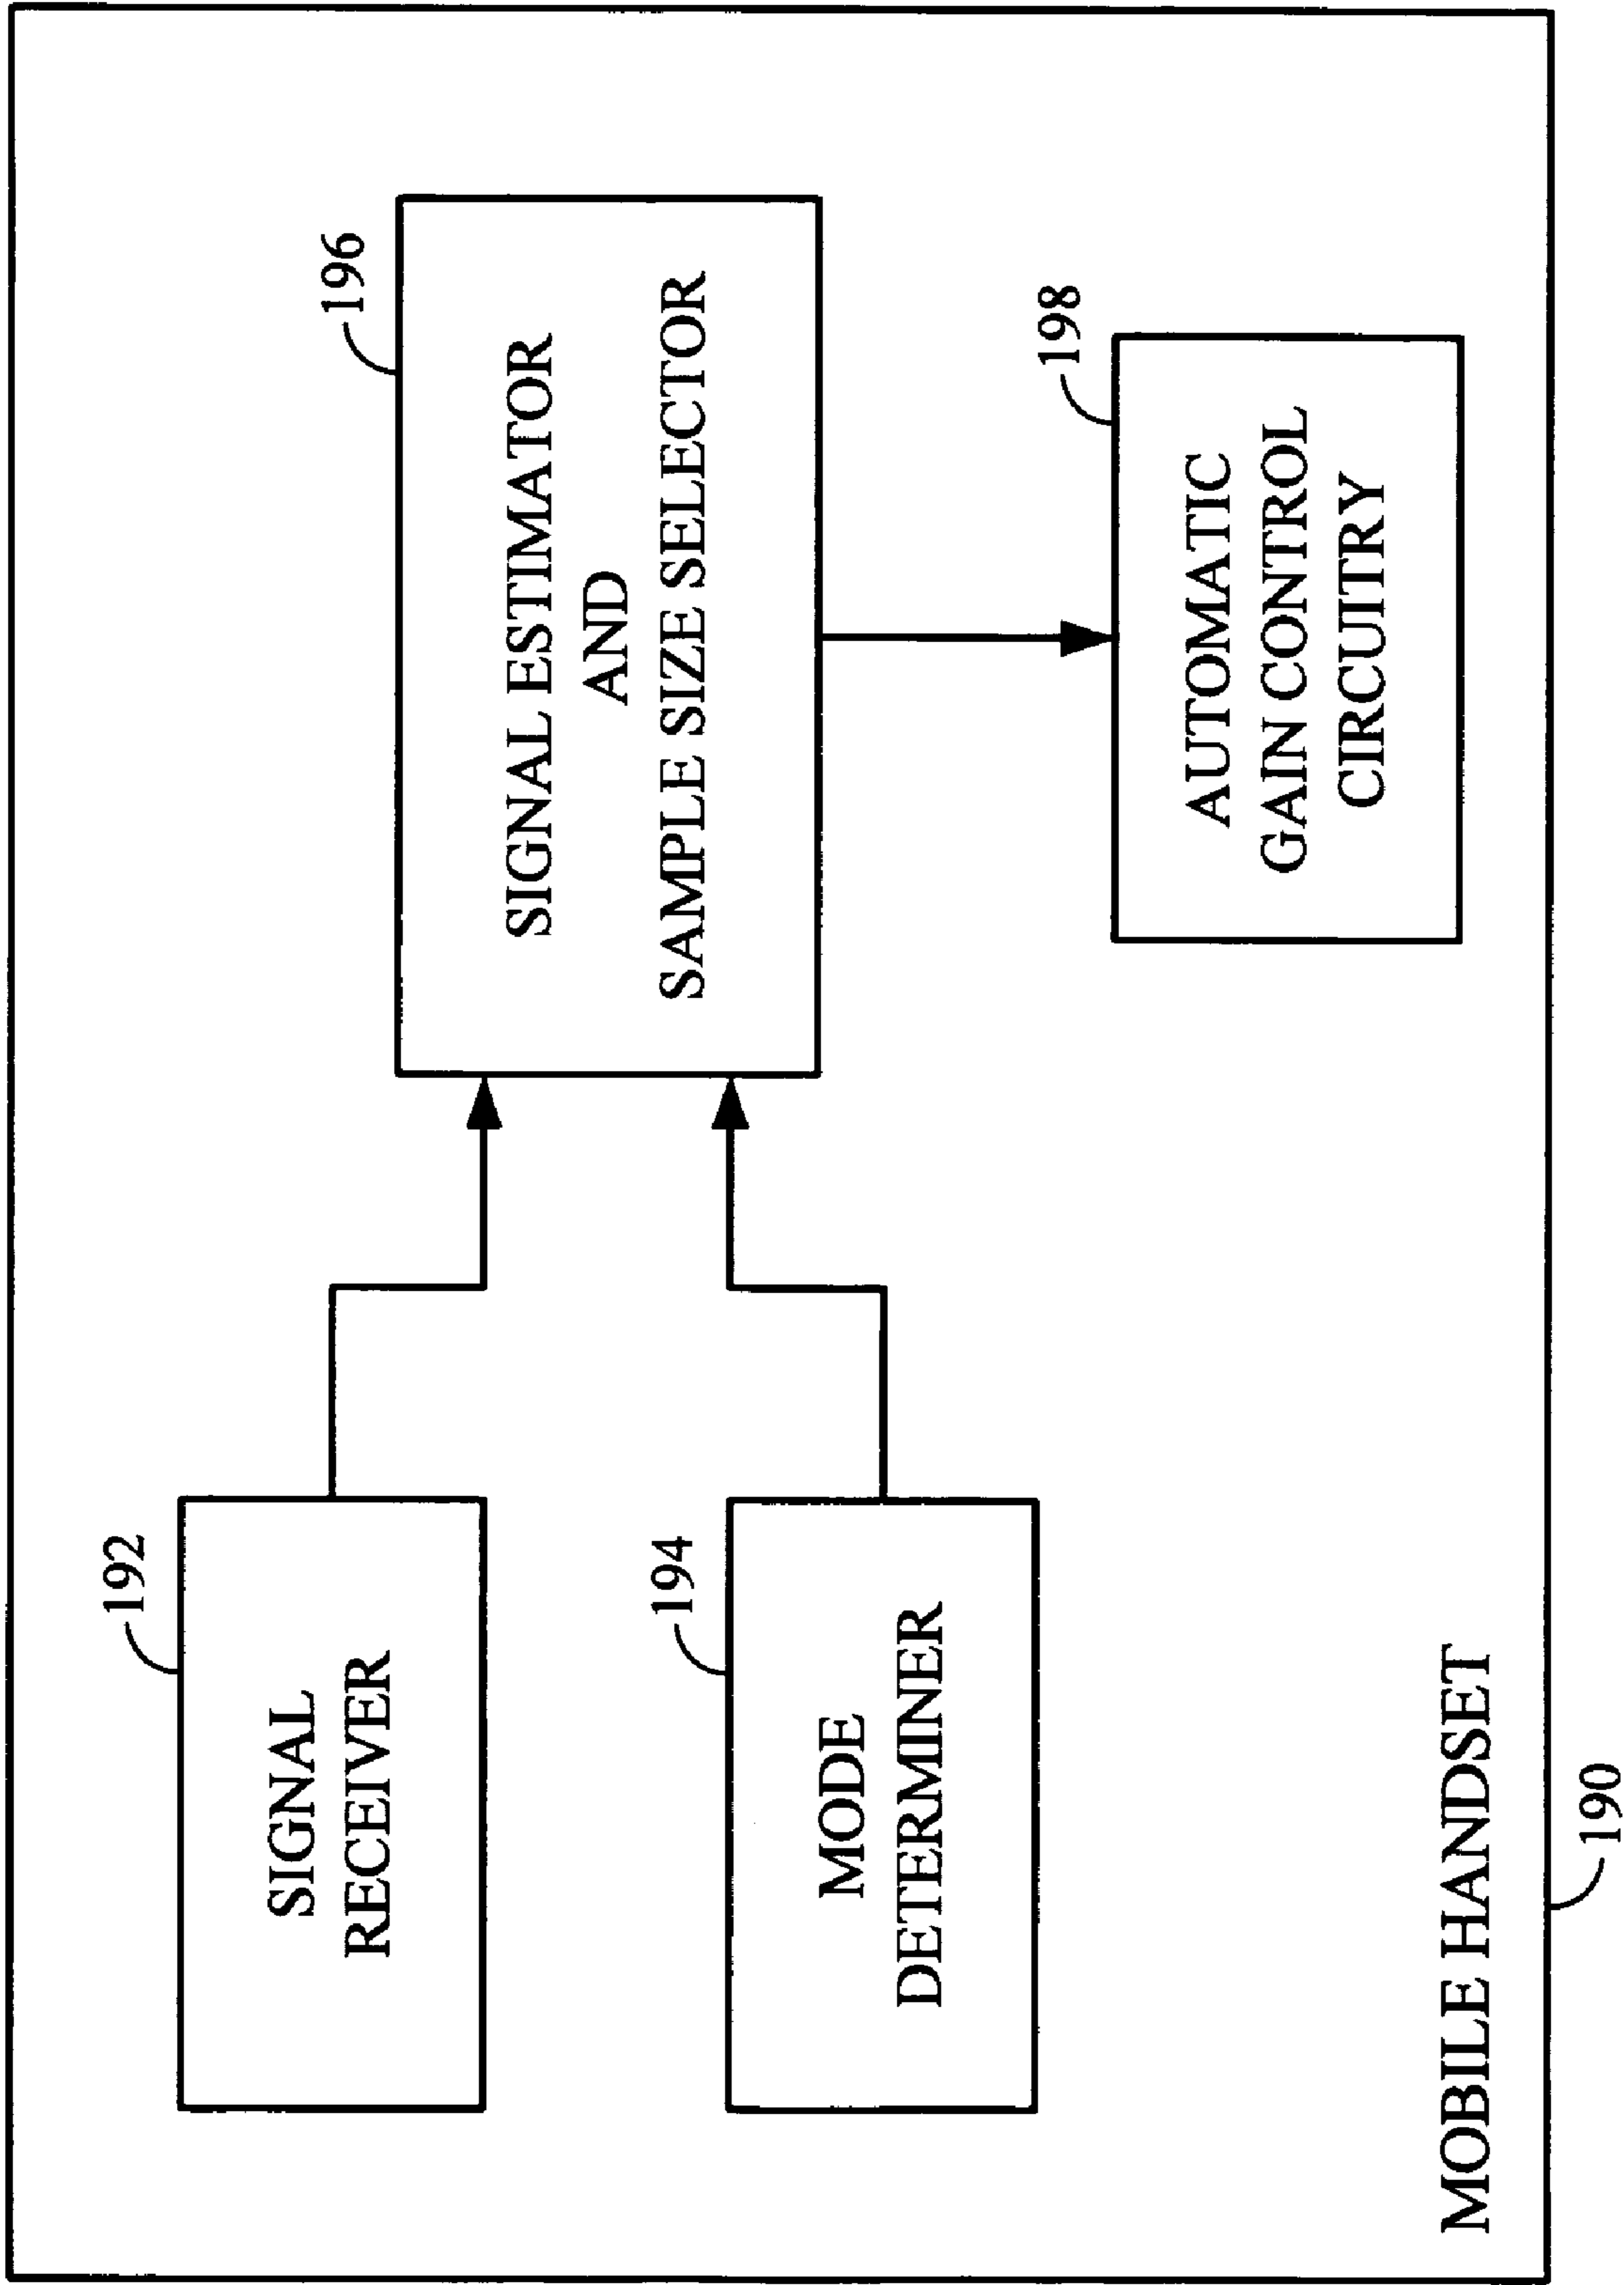 192
SIGNAL
RECEIVER
194
MODE
DETERMINER
196
SIGNAL ESTIMATOR
AND
SAMPLE SIZE SELECTOR
198
AUTOMATIC
GAIN CONTROL
CIRCUITRY
MOBILE HANDSET
190